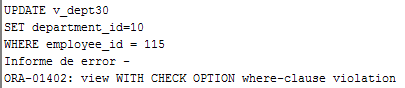 UPDATE v_dept30
SET department_id=10
WHERE employee_id = 115
Informe de error -
ORA-01402: view WITH CHECK OPTION where-clause violation